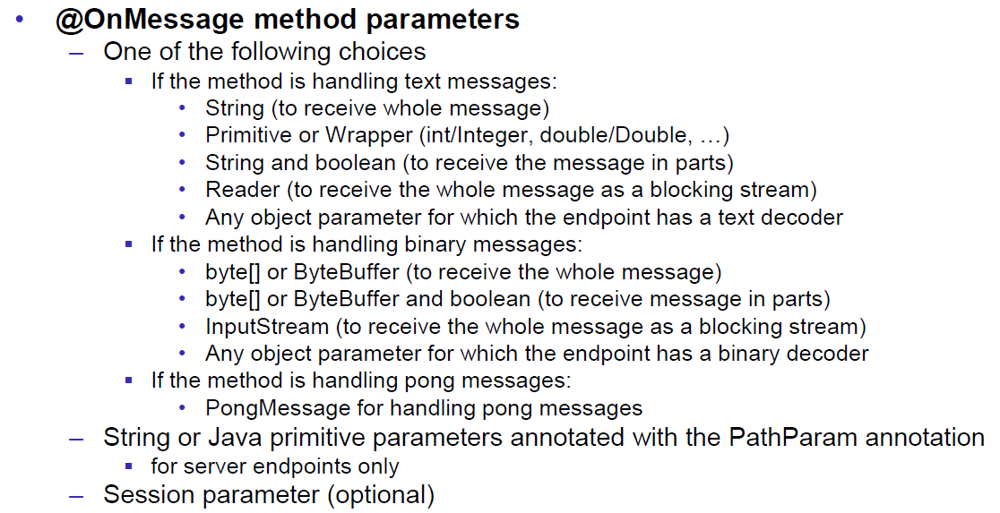 • @OnMessage method parameters
– One of the following choices
▪ If the method is handling text messages:
• String (to receive whole message)
• Primitive or Wrapper (int/Integer, double/Double, …)
• String and boolean (to receive the message in parts)
• Reader (to receive the whole message as a blocking stream)
• Any object parameter for which the endpoint has a text decoder
▪ If the method is handling binary messages:
• byte[] or ByteBuffer (to receive the whole message)
• byte[] or ByteBuffer and boolean (to receive message in parts)
• InputStream (to receive the whole message as a blocking stream)
• Any object parameter for which the endpoint has a binary decoder
▪ If the method is handling pong messages:
• PongMessage for handling pong messages
– String or Java primitive parameters annotated with the PathParam annotation
▪ for server endpoints only
– Session parameter (optional)